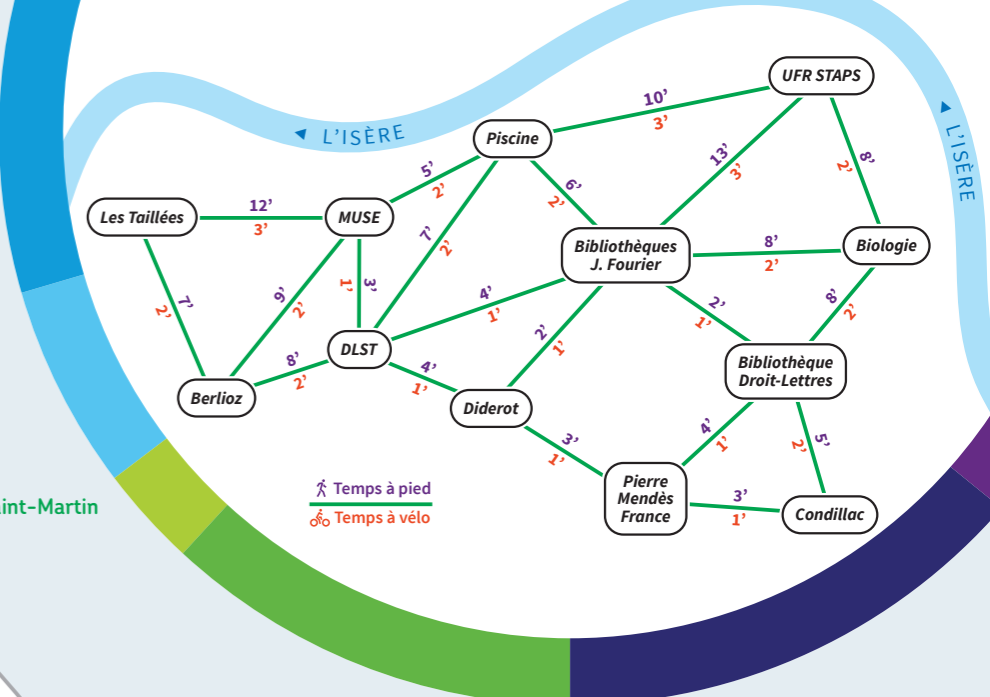 UFR STAPS
10’
3’
◄ L’ISÈRE
Piscine
◄ L’ISÈRE
13’
3’
8’
2’
5’
2’
6’
2’
Les Taillées
12’
3’
MUSE
7’
2’
Bibliothèques
J. Fourier
8’
2’
Biologie
7’
2’
9’
2’
3’
1’
4’
1’
2’
1’
2’
1’
8’
2’
DLST
8’
2’
4’
1’
Berlioz
Diderot
Bibliothèque
Droit-Lettres
3’
1’
4’
1’
5’
2’
Pierre
Mendès
France
3’
1’
Condillac
Temps à pied
Temps à vélo
int-Martin